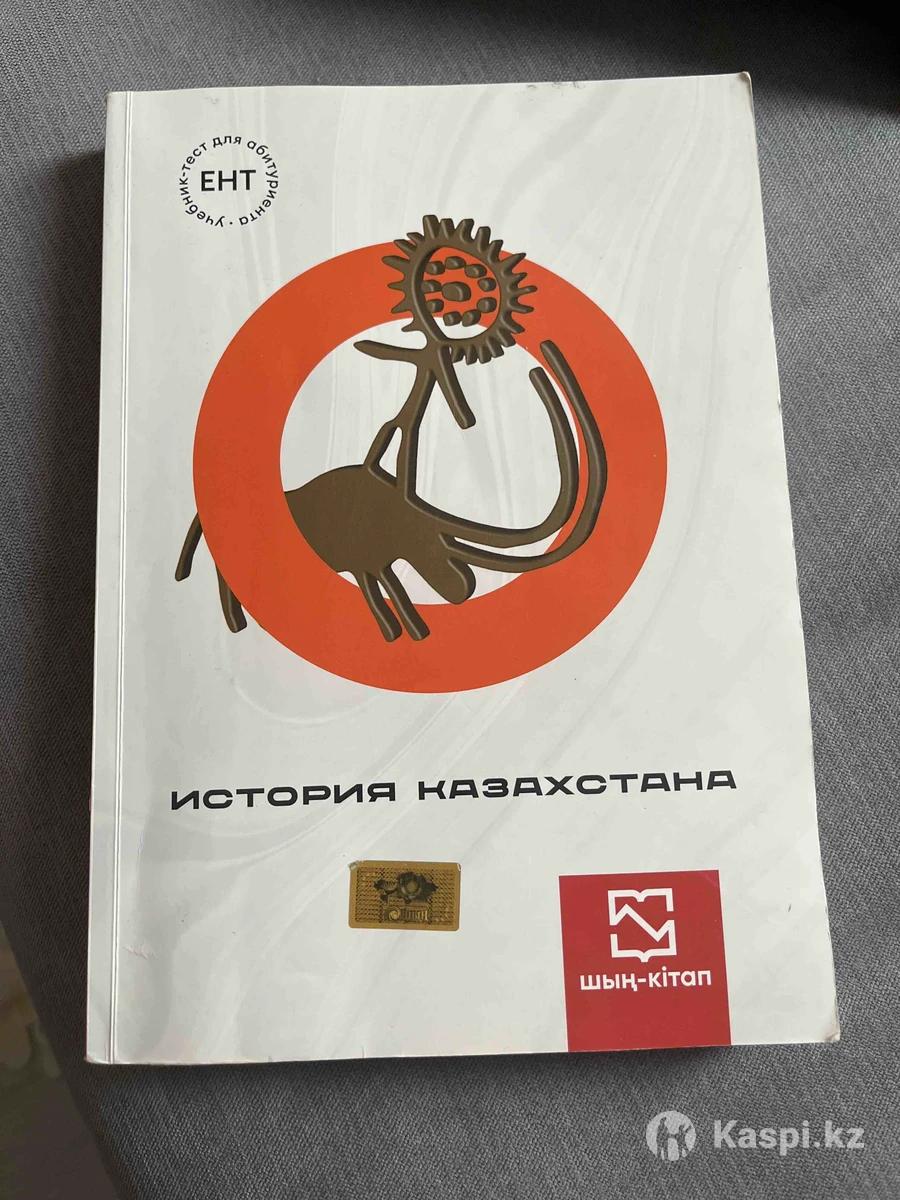 учебник-тест для абитуриента ·
ЕНТ
ИСТОРИЯ КАЗАХСТАНА
шың-кітап
Kaspi.kz